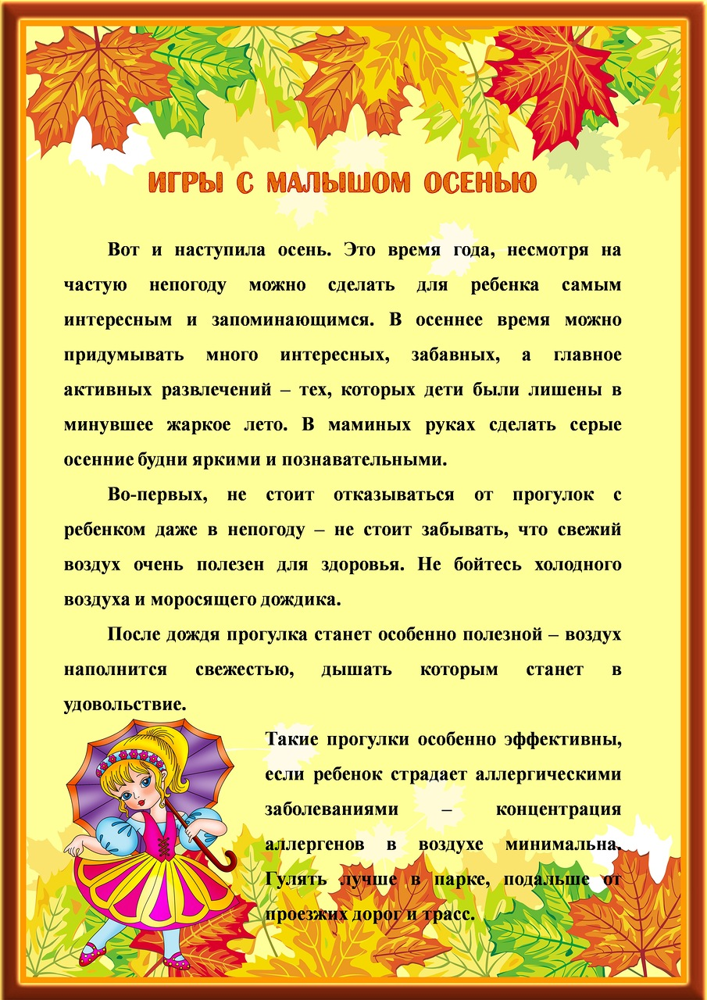 ИГРЫ С МАЛЫШОМ ОСЕНЬЮ
Вот и наступила осень. Это время года, несмотря на
частую непогоду можно сделать для ребенка самым
интересным и запоминающимся. В осеннее время можно
придумывать много интересных, забавных, а главное
активных развлечений – тех, которых дети были лишены в
минувшее жаркое лето. В маминых руках сделать серые
осенние будни яркими и познавательными.
Во-первых, не стоит отказываться от прогулок с
ребенком даже в непогоду – не стоит забывать, что свежий
воздух очень полезен для здоровья. Не бойтесь холодного
воздуха и моросящего дождика.
После дождя прогулка станет особенно полезной – воздух
наполнится свежестью, дышать которым станет в
удовольствие.
Такие прогулки особенно эффективны,
если ребенок страдает аллергическими
заболеваниями – концентрация
аллергенов в воздухе минимальна.
Гулять лучше в парке, подальше от
проезжих дорог и трасс.